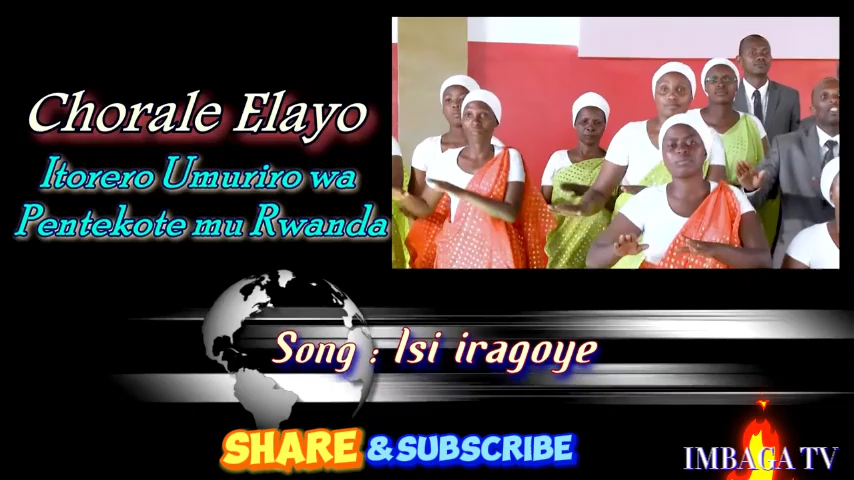 Chorale Elayo
Itorero Umuriro wa
Pentekote mu Rwanda
Song : Isi iragoye
SHARE & SUBSCRIBE
IMBAGA TV